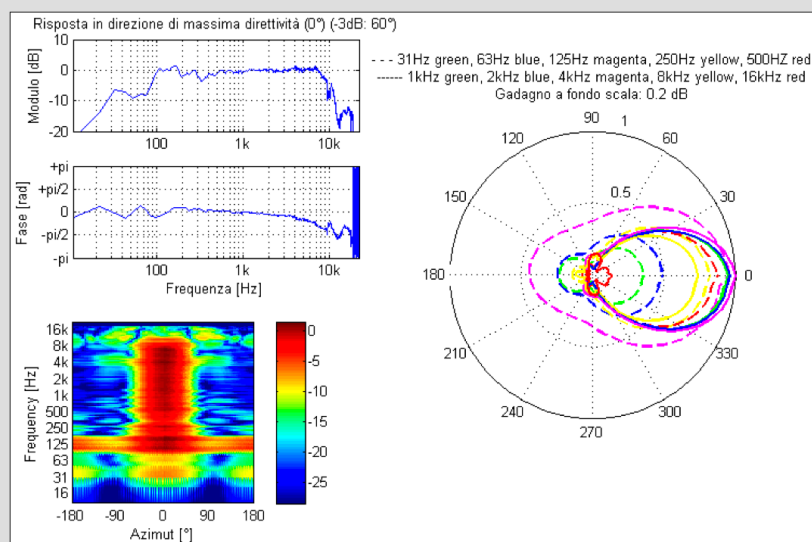 Risposta in direzione di massima direttività (0°) (-3dB: 60°)
10
0
-10
-20
Modulo [dB]
100
1k
10k
+pi
+pi/2
0
-pi/2
-pi
Fase [rad]
100
1k
10k
Frequenza [Hz]
- - - 31Hz green, 63Hz blue, 125Hz magenta, 250Hz yellow, 500HZ red
------ 1kHz green, 2kHz blue, 4kHz magenta, 8kHz yellow, 16kHz red
Gadagno a fondo scala: 0.2 dB
90
1
120
60
0.5
150
30
180
0
210
330
240
300
270
16k
8k
4k
2k
1k
500
250
125
63
31
16
Frequency [Hz]
-180
-90
0
90
180
Azimut [°]
0
-5
-10
-15
-20
-25